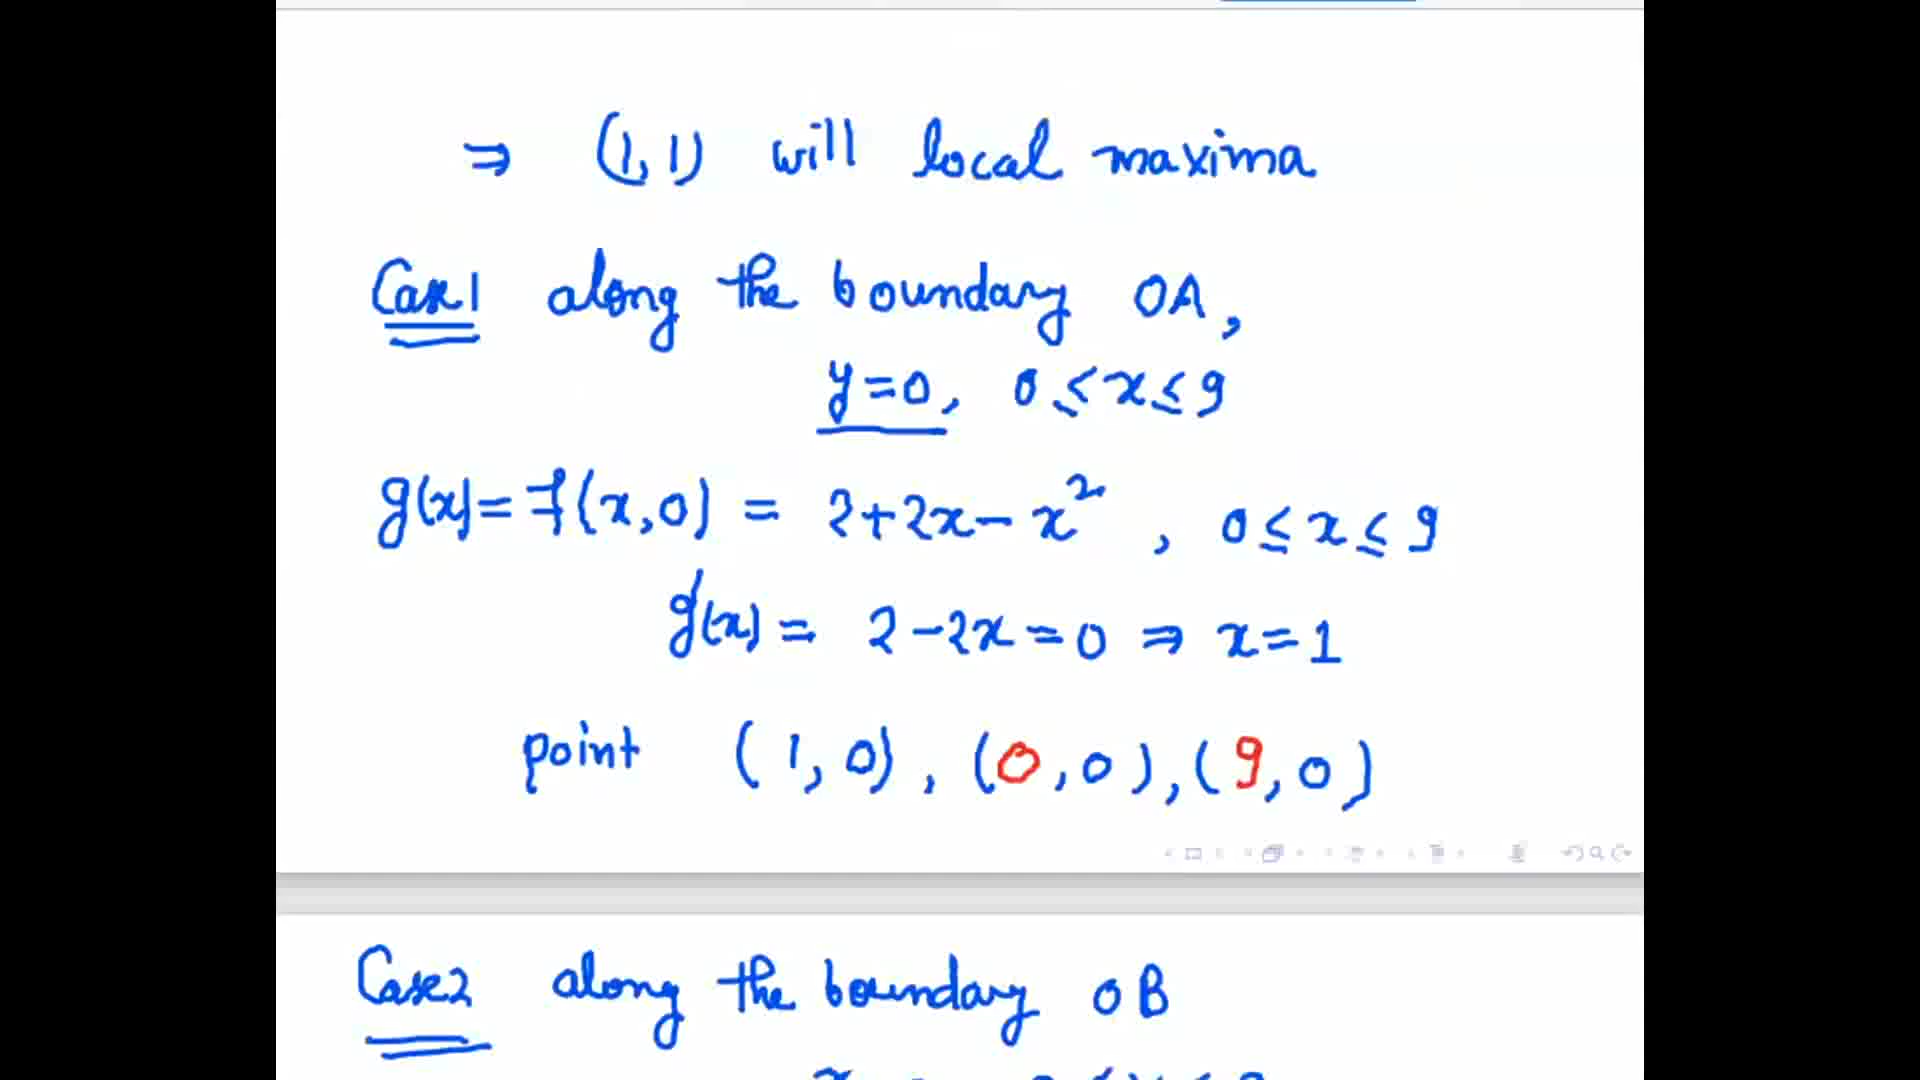 ⇒ (1,1) will local maxima
Case1 along the boundary OA,
y=0, 0≤x≤9
g(x)=f(x,0) = 2+2x-x², 0≤x≤9
g'(x) = 2-2x=0 ⇒ x=1
point (1,0), (0,0), (9,0)
Case2 along the boundary OB